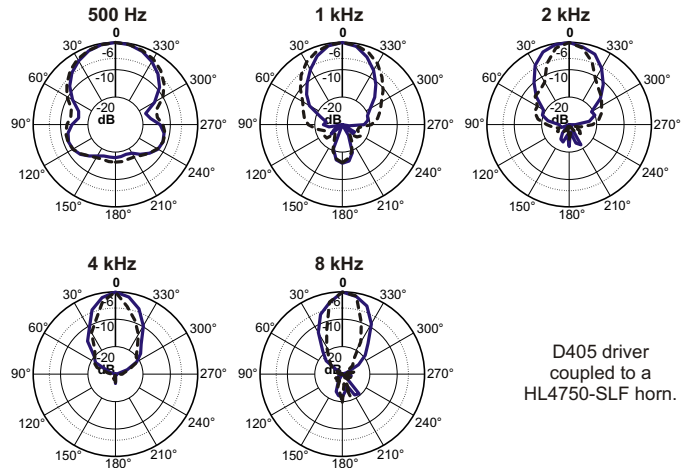 500 Hz
1 kHz
2 kHz
0
0
0
30° 330°
30° 330°
30° 330°
-6
-6
-6
60° -10 300°
60° -10 300°
60° -10 300°
-20
-20
-20
90° dB 270°
90° dB 270°
90° dB 270°
120° 240°
120° 240°
120° 240°
150° 210°
150° 210°
150° 210°
180°
180°
180°
4 kHz
8 kHz
0
0
30° 330°
30° 330°
-6
-6
60° -10 300°
60° -10 300°
-20
-20
90° dB 270°
90° dB 270°
120° 240°
120° 240°
150° 210°
150° 210°
180°
180°
D405 driver
coupled to a
HL4750-SLF horn.